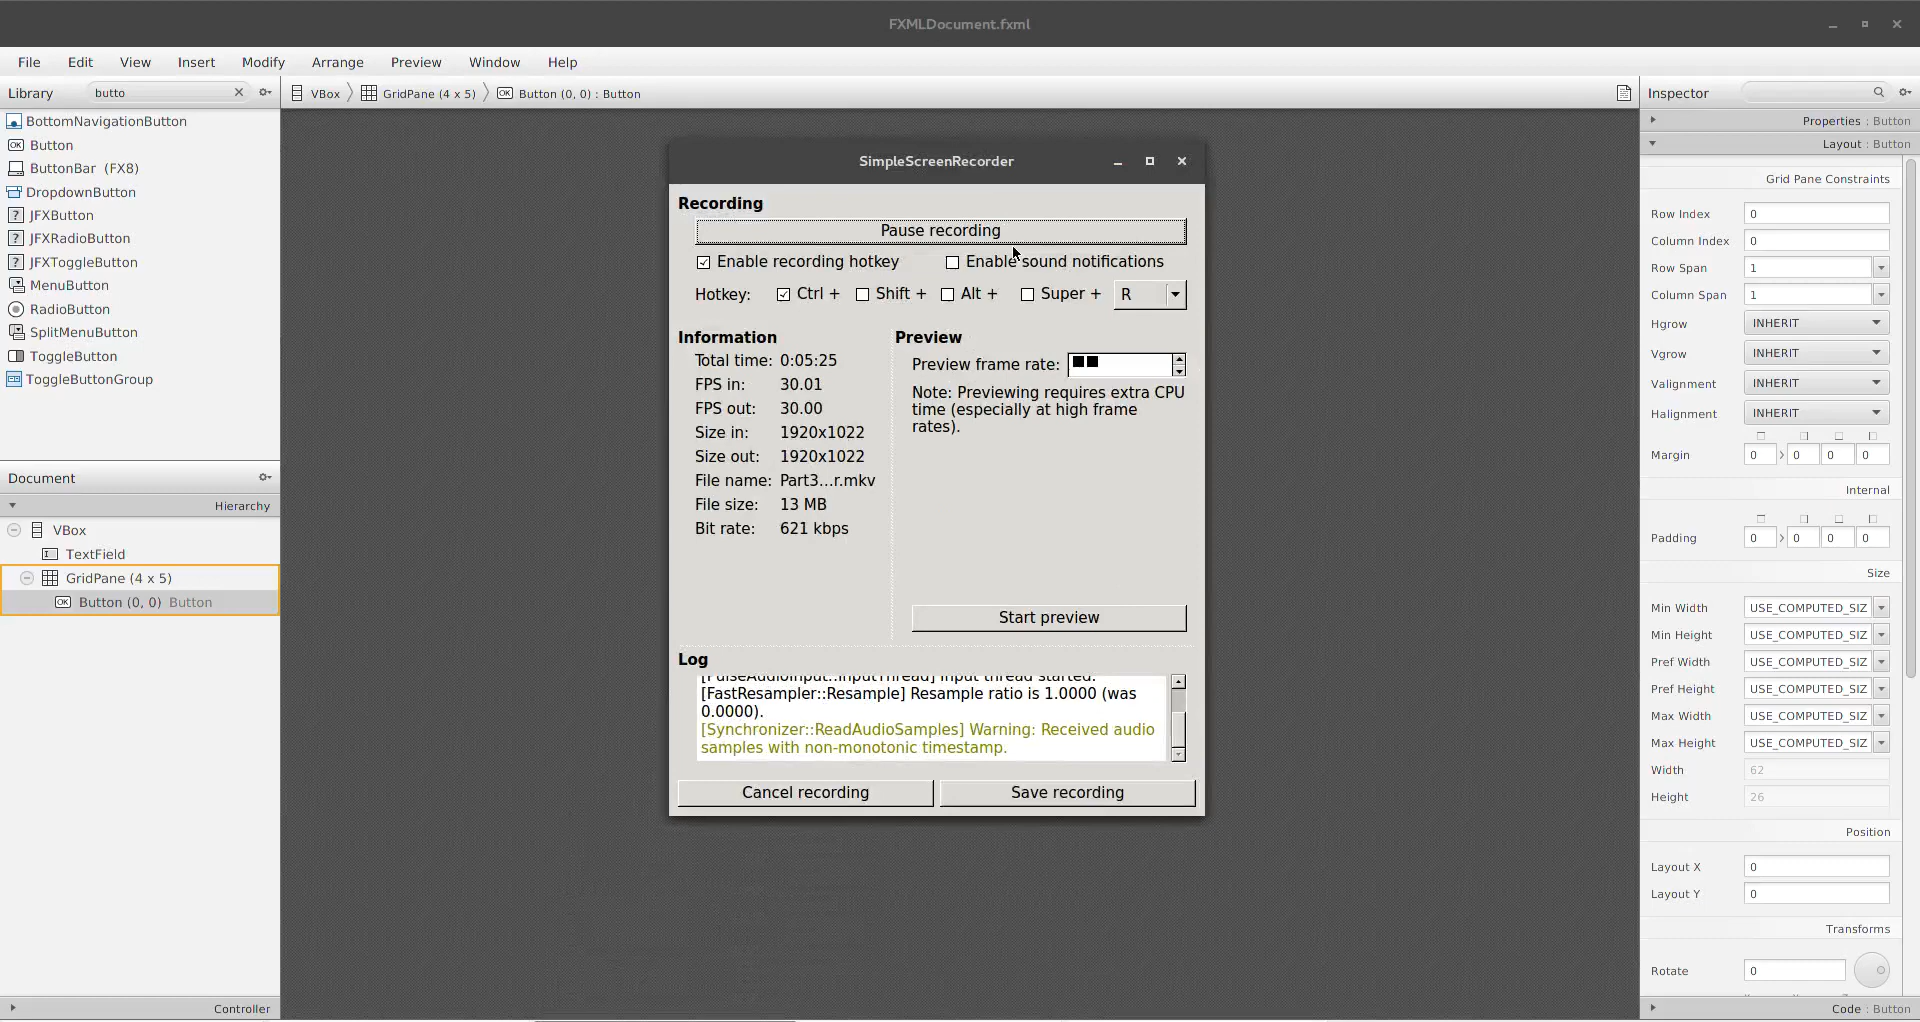 FXMLDocument.fxml
File Edit View Insert Modify Arrange Preview Window Help
Library butto
VBox GridPane (4 x 5) Button (0, 0) : Button
BottomNavigationButton
Button
ButtonBar (FX8)
DropdownButton
JFXButton
JFXRadioButton
JFXToggleButton
MenuButton
RadioButton
SplitMenuButton
ToggleButton
ToggleButtonGroup
Document
Hierarchy
VBox
TextField
GridPane (4 x 5)
Button (0, 0) Button
Controller
SimpleScreenRecorder
Recording
Pause recording
Enable recording hotkey Enable sound notifications
Hotkey: Ctrl + Shift + Alt + Super + R
Information
Total time: 0:05:25
FPS in: 30.01
FPS out: 30.00
Size in: 1920x1022
Size out: 1920x1022
File name: Part3...r.mkv
File size: 13 MB
Bit rate: 621 kbps
Preview
Preview frame rate:
Note: Previewing requires extra CPU
time (especially at high frame
rates).
Start preview
Log
[PulseAudioInput::InputThread] Input thread started.
[FastResampler::Resample] Resample ratio is 1.0000 (was
0.0000).
[Synchronizer::ReadAudioSamples] Warning: Received audio
samples with non-monotonic timestamp.
Cancel recording Save recording
Inspector
Properties : Button
Layout : Button
Grid Pane Constraints
Row Index 0
Column Index 0
Row Span 1
Column Span 1
Hgrow INHERIT
Vgrow INHERIT
Valignment INHERIT
Halignment INHERIT
Margin 0 0 0 0
Internal
Padding 0 0 0 0
Size
Min Width USE_COMPUTED_SIZ
Min Height USE_COMPUTED_SIZ
Pref Width USE_COMPUTED_SIZ
Pref Height USE_COMPUTED_SIZ
Max Width USE_COMPUTED_SIZ
Max Height USE_COMPUTED_SIZ
Width 62
Height 26
Position
Layout X 0
Layout Y 0
Transforms
Rotate 0
Code : Button